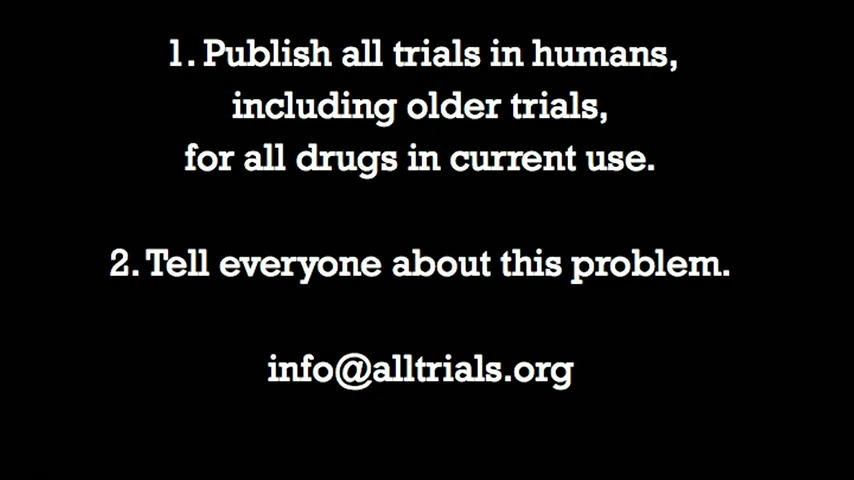 1. Publish all trials in humans,
including older trials,
for all drugs in current use.
2. Tell everyone about this problem.
info@alltrials.org